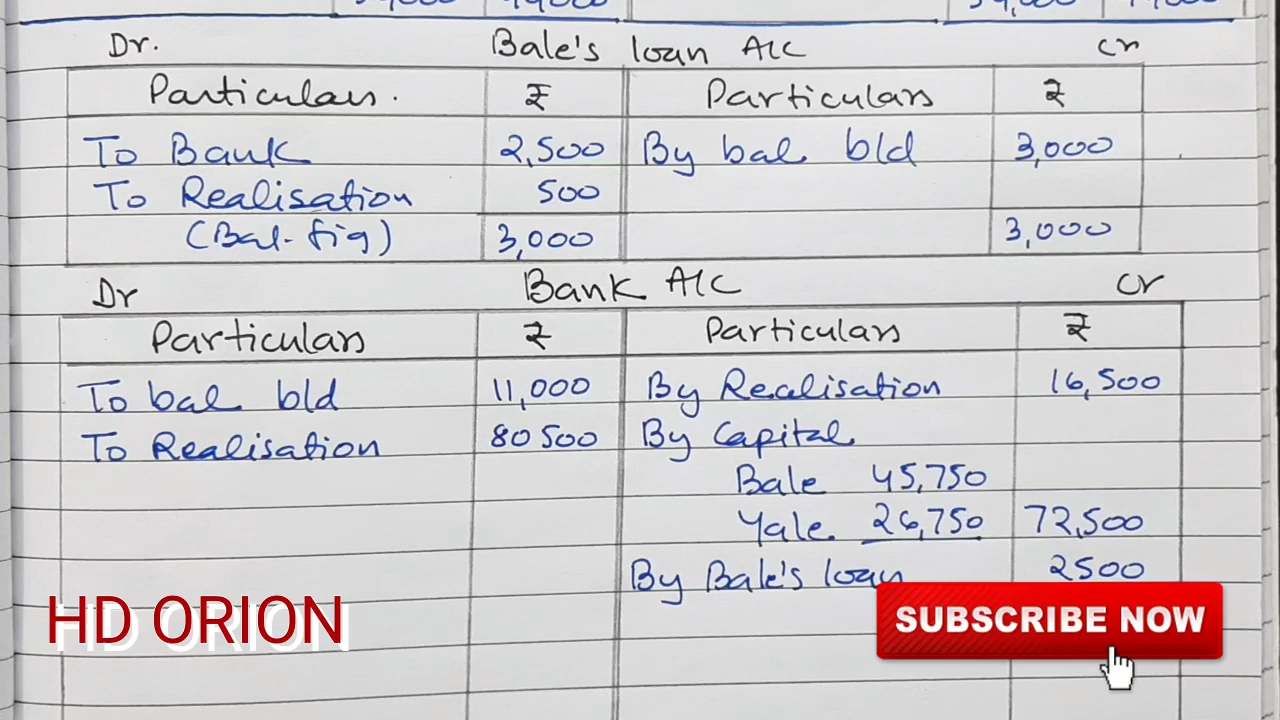 Dr. Bale's loan A/C cr
Particulars. ₹ Particulars ₹
To Bank 2,500 By bal b/d 3,000
To Realisation 500
(Bal. fig) 3,000 3,000
Dr Bank A/C Cr
Particulars ₹ Particulars ₹
To bal b/d 11,000 By Realisation 16,500
To Realisation 80500 By Capital
Bale 45,750
Yale 26,750 72,500
By Bale's loan 2500
HD ORION
SUBSCRIBE NOW